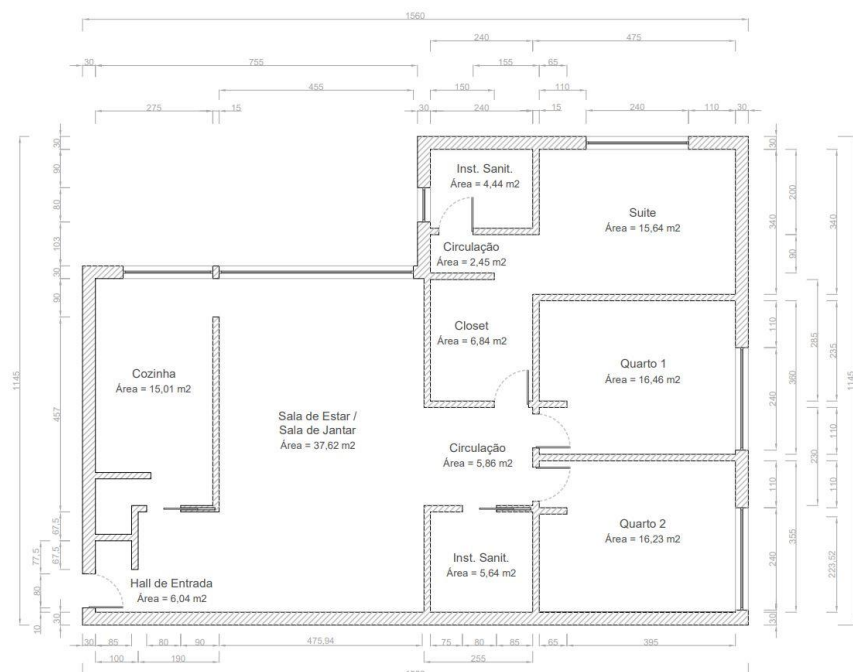 1560
240
475
155
65
30
755
455
150
110
275
15
30
240
15
240
110
30
30
90
80
103
30
90
457
67,5
67,5
77,5
80
30
10
1145
Inst. Sanit.
Área = 4,44 m2
Suite
Área = 15,64 m2
Circulação
Área = 2,45 m2
Closet
Área = 6,84 m2
Quarto 1
Área = 16,46 m2
Cozinha
Área = 15,01 m2
Sala de Estar /
Sala de Jantar
Área = 37,62 m2
Circulação
Área = 5,86 m2
Quarto 2
Área = 16,23 m2
Inst. Sanit.
Área = 5,64 m2
Hall de Entrada
Área = 6,04 m2
30
340
200
90
340
110
240
360
285
235
110
230
110
110
240
355
223,52
30
1145
30
85
80
90
475,94
75
80
85
65
395
100
190
255